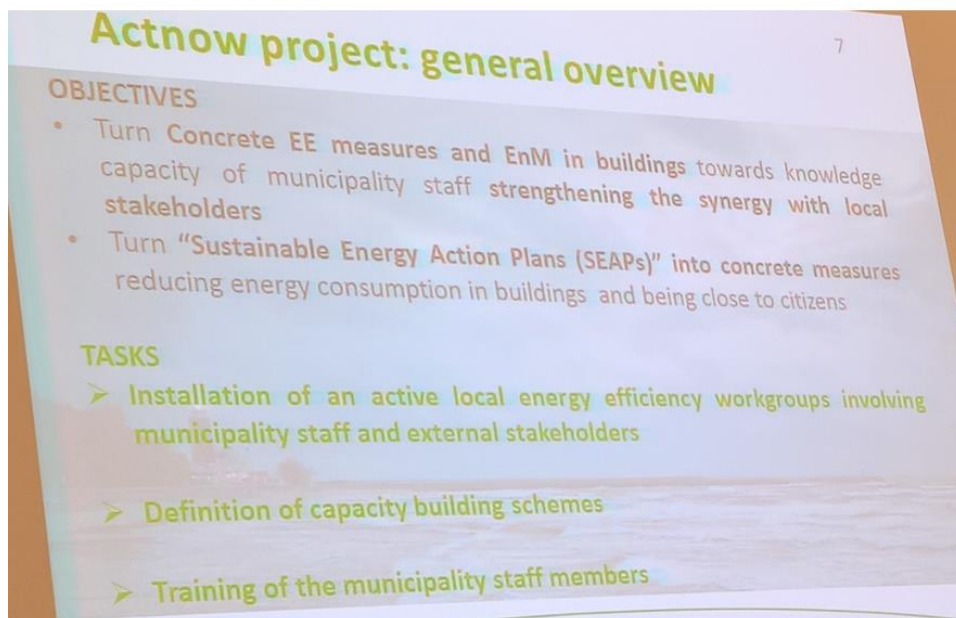 Actnow project: general overview
7
OBJECTIVES
• Turn Concrete EE measures and EnM in buildings towards knowledge
capacity of municipality staff strengthening the synergy with local
stakeholders
• Turn “Sustainable Energy Action Plans (SEAPs)” into concrete measures
reducing energy consumption in buildings and being close to citizens
TASKS
➢ Installation of an active local energy efficiency workgroups involving
municipality staff and external stakeholders
➢ Definition of capacity building schemes
➢ Training of the municipality staff members